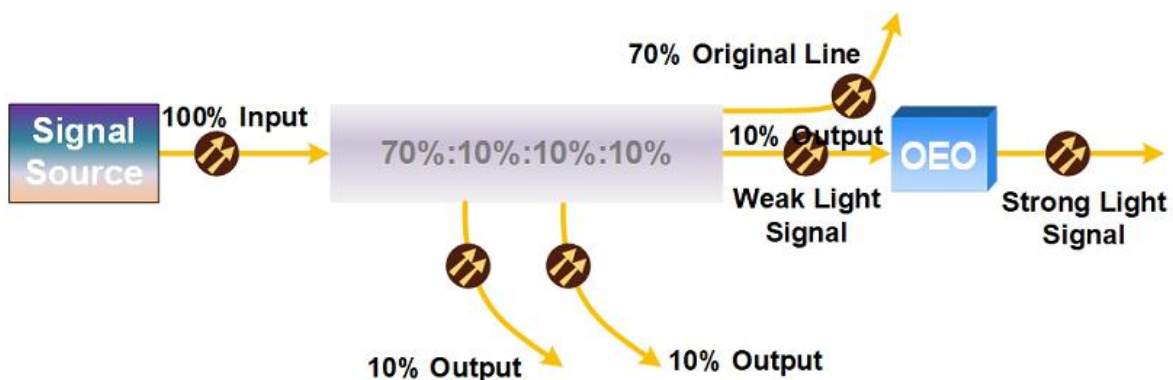 70% Original Line
100% Input
Signal
Source
70%:10%:10%:10%
10% Output
OEO
Weak Light
Signal
Strong Light
Signal
10% Output
10% Output